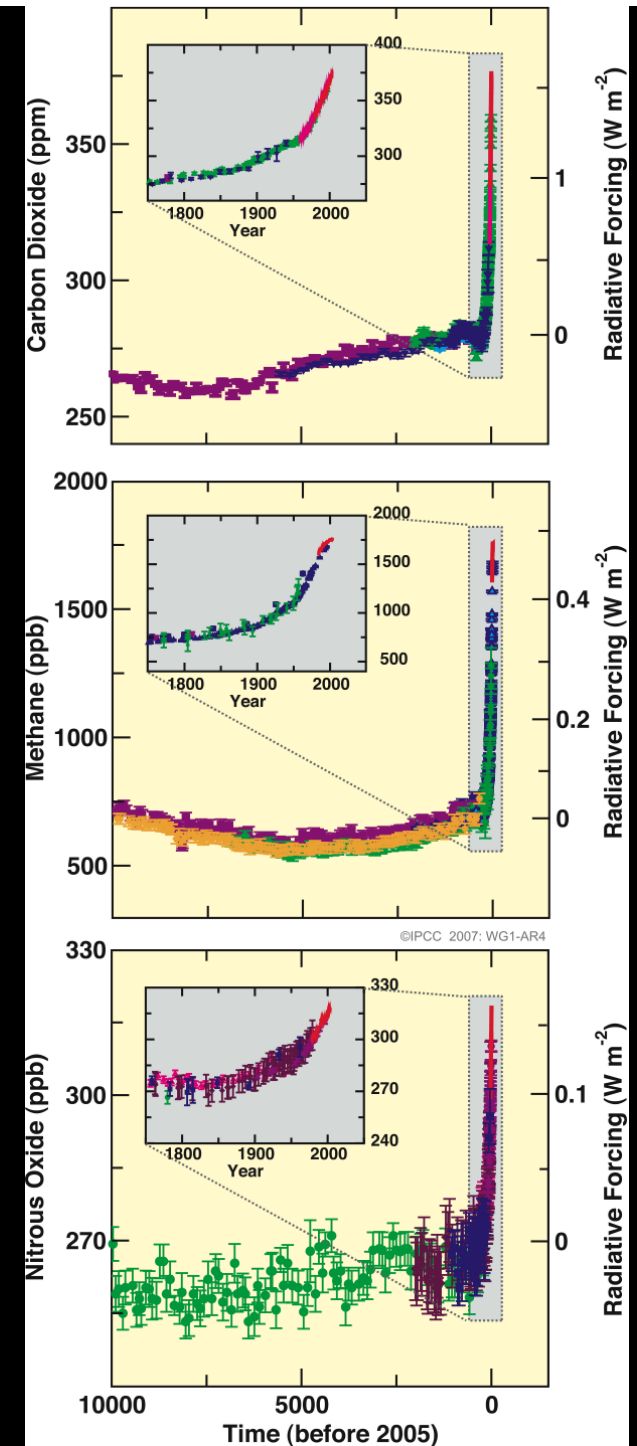 400
350
300
1800 1900 2000
Year
350
300
250
Carbon Dioxide (ppm)
1
0
Radiative Forcing (W m-2)
2000
1500
1000
500
Methane (ppb)
2000
1500
1000
500
1800 1900 2000
Year
0.4
0.2
0
Radiative Forcing (W m-2)
©IPCC 2007: WG1-AR4
330
300
270
Nitrous Oxide (ppb)
330
300
270
240
1800 1900 2000
Year
0.1
0
Radiative Forcing (W m-2)
10000 5000 0
Time (before 2005)